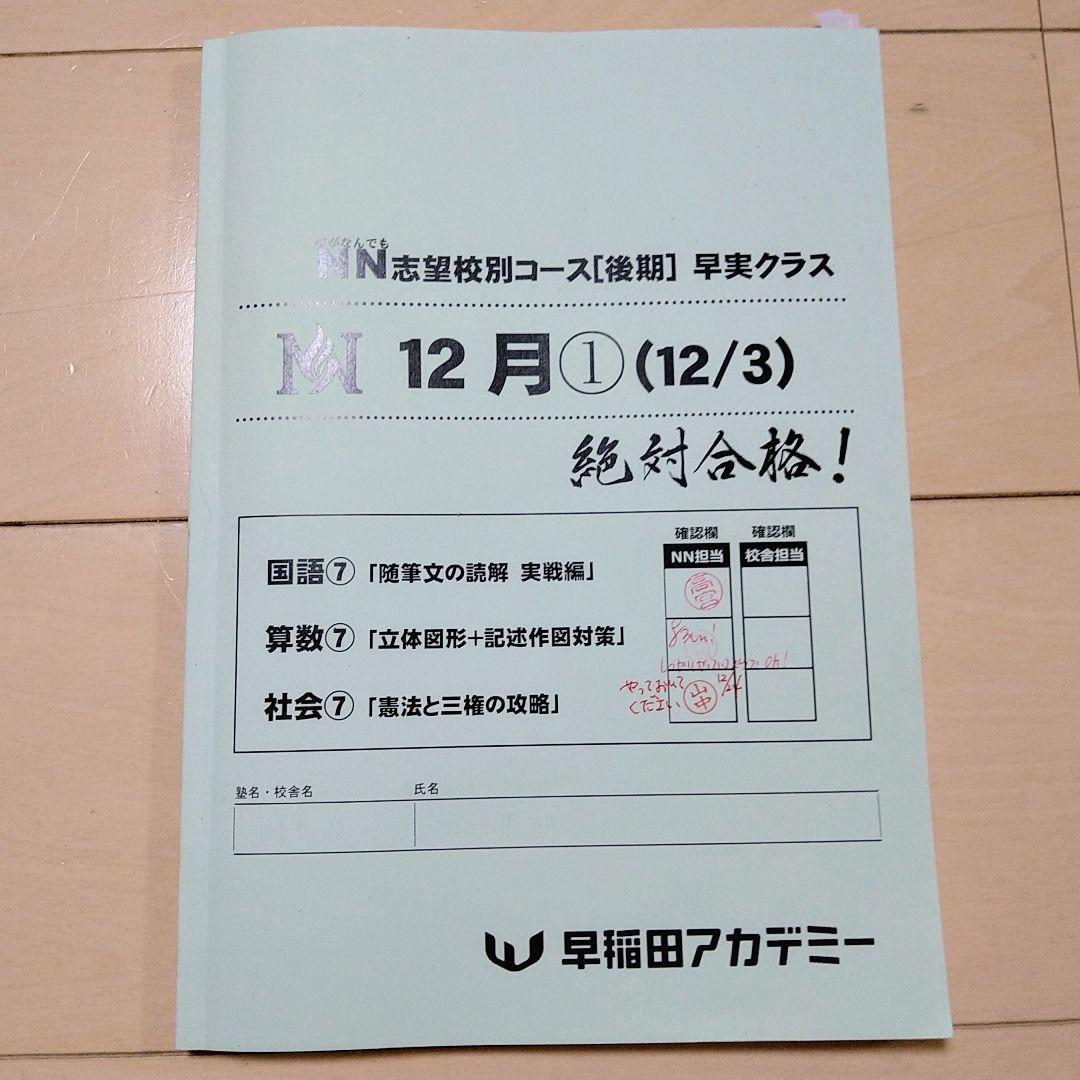 何がなんでも
NN志望校別コース[後期] 早実クラス
12月①(12/3)
絶対合格!
確認欄 確認欄
NN担当 校舎担当
国語⑦「随筆文の読解 実戦編」
算数⑦「立体図形+記述作図対策」
社会⑦「憲法と三権の攻略」
やっておいて
ください
山中
12/24
塾名・校舎名 氏名
早稲田アカデミー